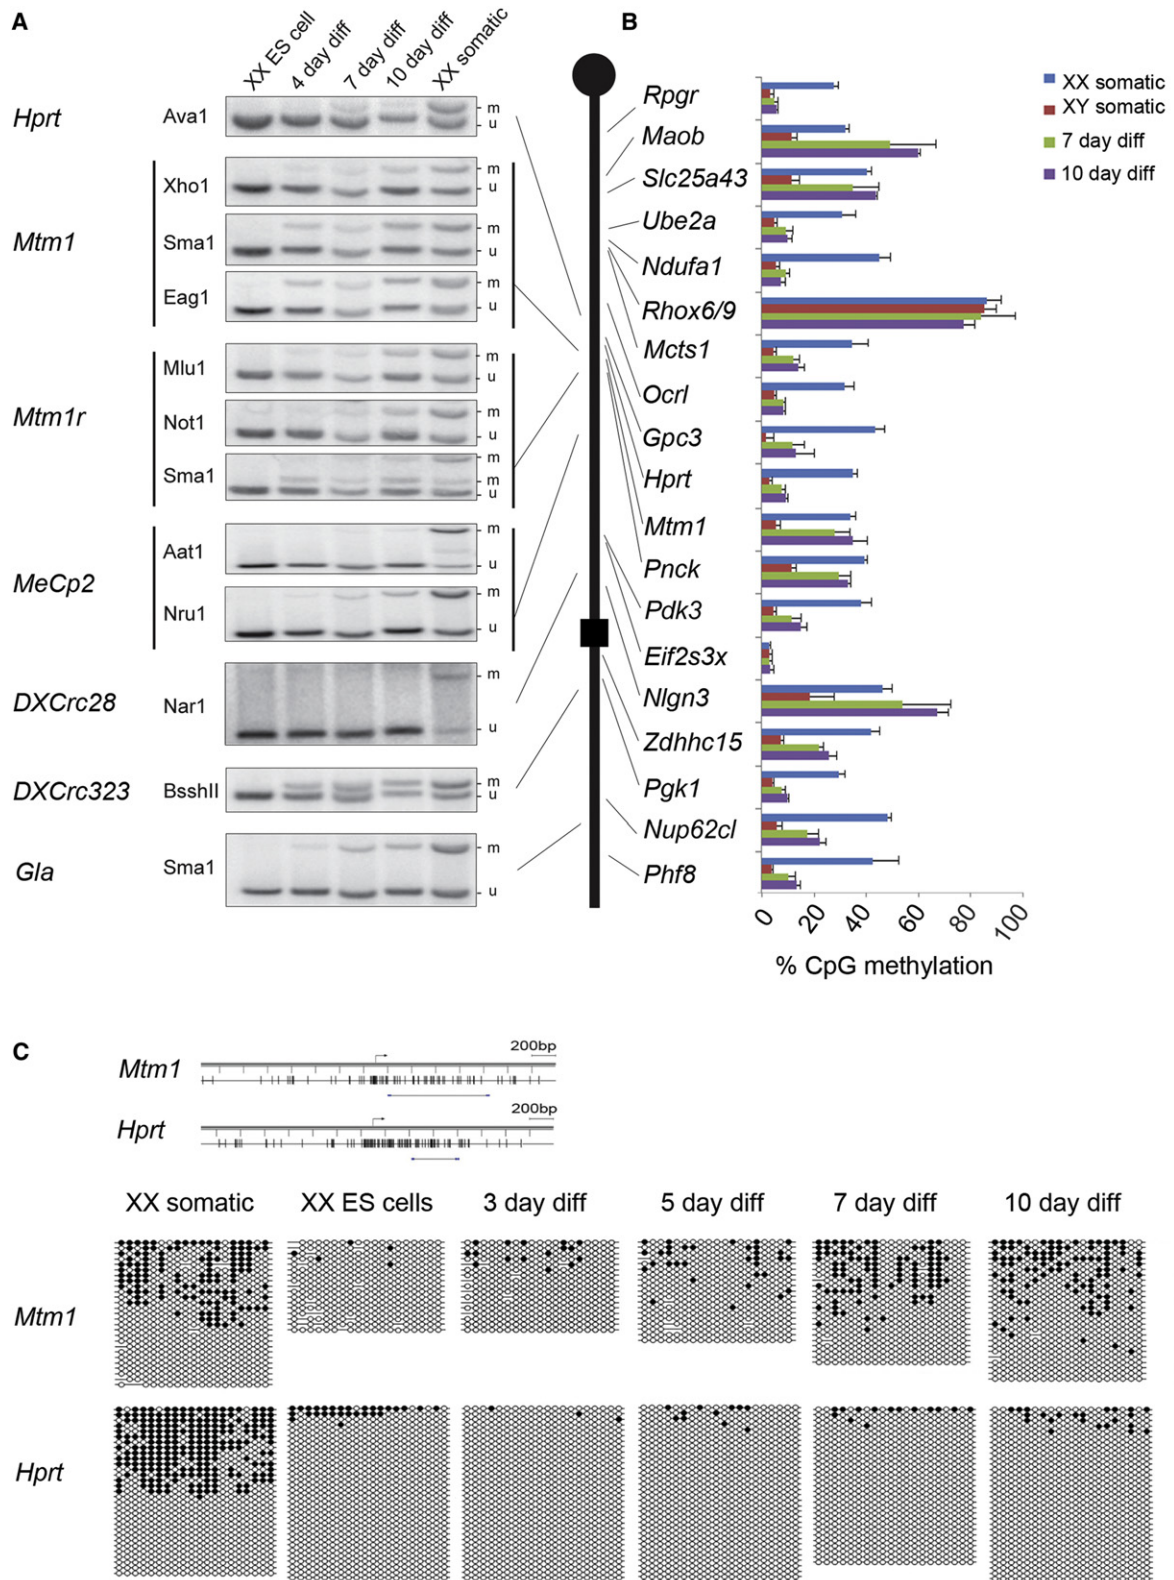 A
XX ES cell
4 day diff
7 day diff
10 day diff
XX somatic
Hprt
Ava1
m
u
Mtm1
Xho1
m
u
Sma1
m
u
Eag1
m
u
Mtm1r
Mlu1
m
u
Not1
m
u
Sma1
m
m
u
MeCp2
Aat1
m
u
Nru1
m
u
DXCrc28
Nar1
m
u
DXCrc323
BsshII
m
u
Gla
Sma1
m
u
B
Rpgr
Maob
Slc25a43
Ube2a
Ndufa1
Rhox6/9
Mcts1
Ocrl
Gpc3
Hprt
Mtm1
Pnck
Pdk3
Eif2s3x
Nlgn3
Zdhhc15
Pgk1
Nup62cl
Phf8
XX somatic
XY somatic
7 day diff
10 day diff
0
20
40
60
80
100
% CpG methylation
C
Mtm1
200bp
Hprt
200bp
XX somatic
XX ES cells
3 day diff
5 day diff
7 day diff
10 day diff
Mtm1
Hprt